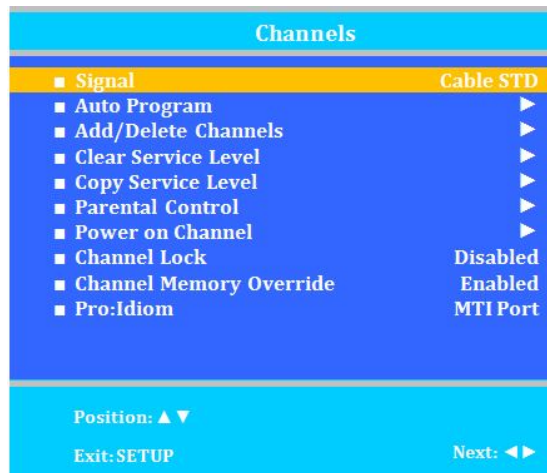 Channels
■ Signal Cable STD
■ Auto Program ▶
■ Add/Delete Channels ▶
■ Clear Service Level ▶
■ Copy Service Level ▶
■ Parental Control ▶
■ Power on Channel ▶
■ Channel Lock Disabled
■ Channel Memory Override Enabled
■ Pro:Idiom MTI Port
Position: ▲ ▼
Exit: SETUP Next: ◀ ▶